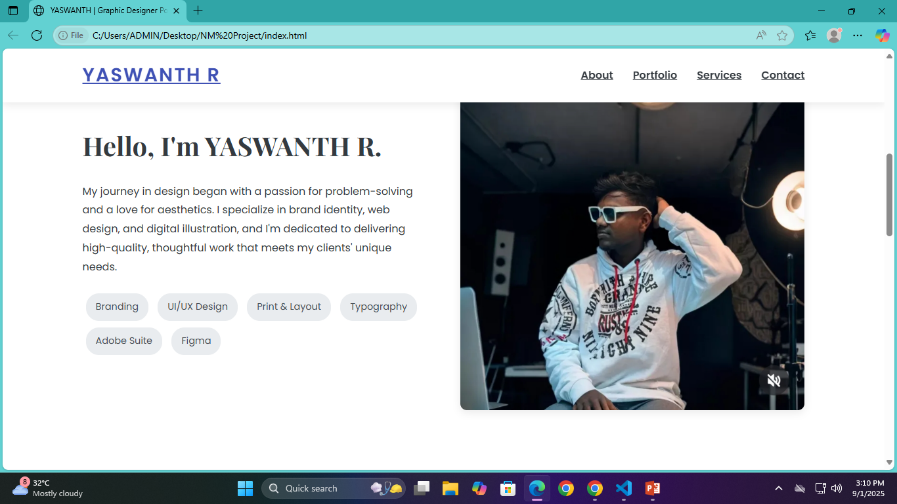 YASWANTH | Graphic Designer Po
File
C:/Users/ADMIN/Desktop/NM%20Project/index.html
YASWANTH R
About Portfolio Services Contact
Hello, I'm YASWANTH R.
My journey in design began with a passion for problem-solving
and a love for aesthetics. I specialize in brand identity, web
design, and digital illustration, and I'm dedicated to delivering
high-quality, thoughtful work that meets my clients' unique
needs.
Branding UI/UX Design Print & Layout Typography
Adobe Suite Figma
8
32°C
Mostly cloudy
Quick search
3:10 PM
9/1/2025